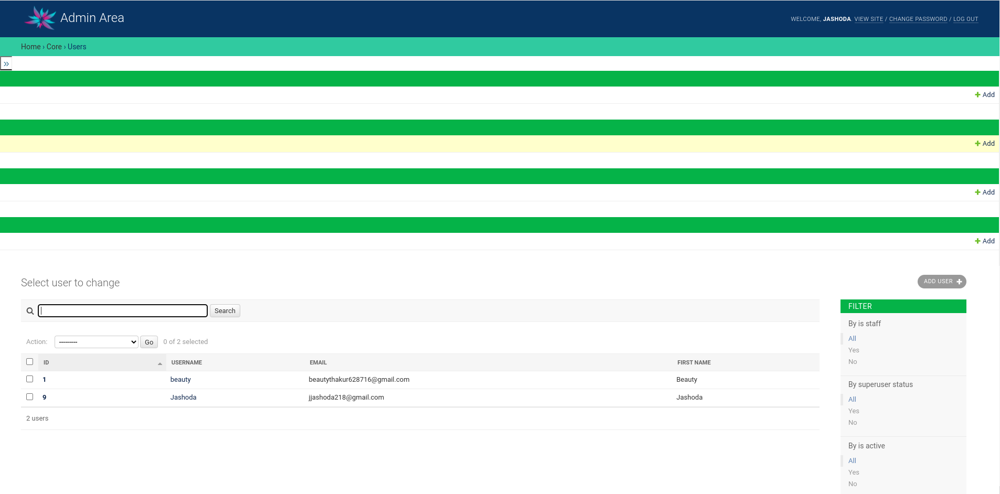 Admin Area
WELCOME, JASHODA. VIEW SITE / CHANGE PASSWORD / LOG OUT
Home › Core › Users
»
Add
Add
Add
Add
Select user to change
ADD USER
Search
Action: --------- Go 0 of 2 selected
ID USERNAME EMAIL FIRST NAME
1 beauty beautythakur628716@gmail.com Beauty
9 Jashoda jjashoda218@gmail.com Jashoda
2 users
FILTER
By is staff
All
Yes
No
By superuser status
All
Yes
No
By is active
All
Yes
No